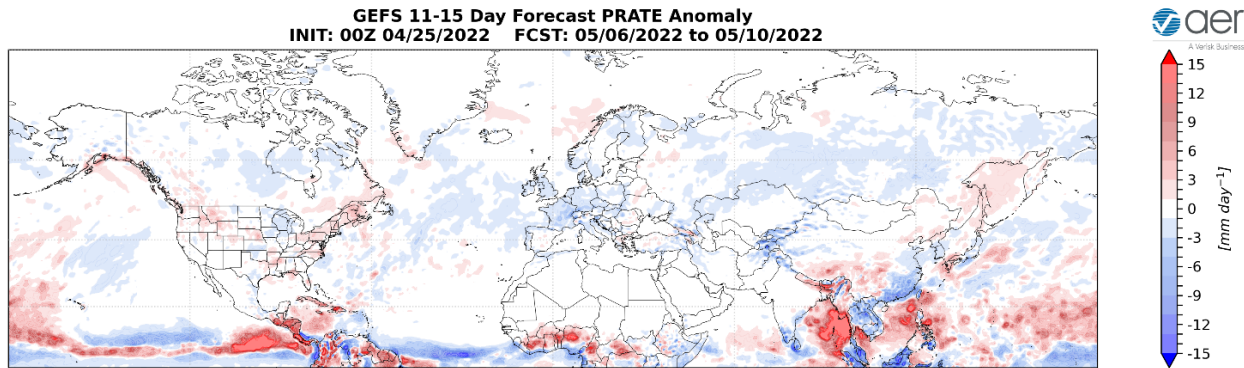 GEFS 11-15 Day Forecast PRATE Anomaly
INIT: 00Z 04/25/2022    FCST: 05/06/2022 to 05/10/2022
aer
A Verisk Business
15
12
9
6
3
0
-3
-6
-9
-12
-15
[mm day⁻¹]